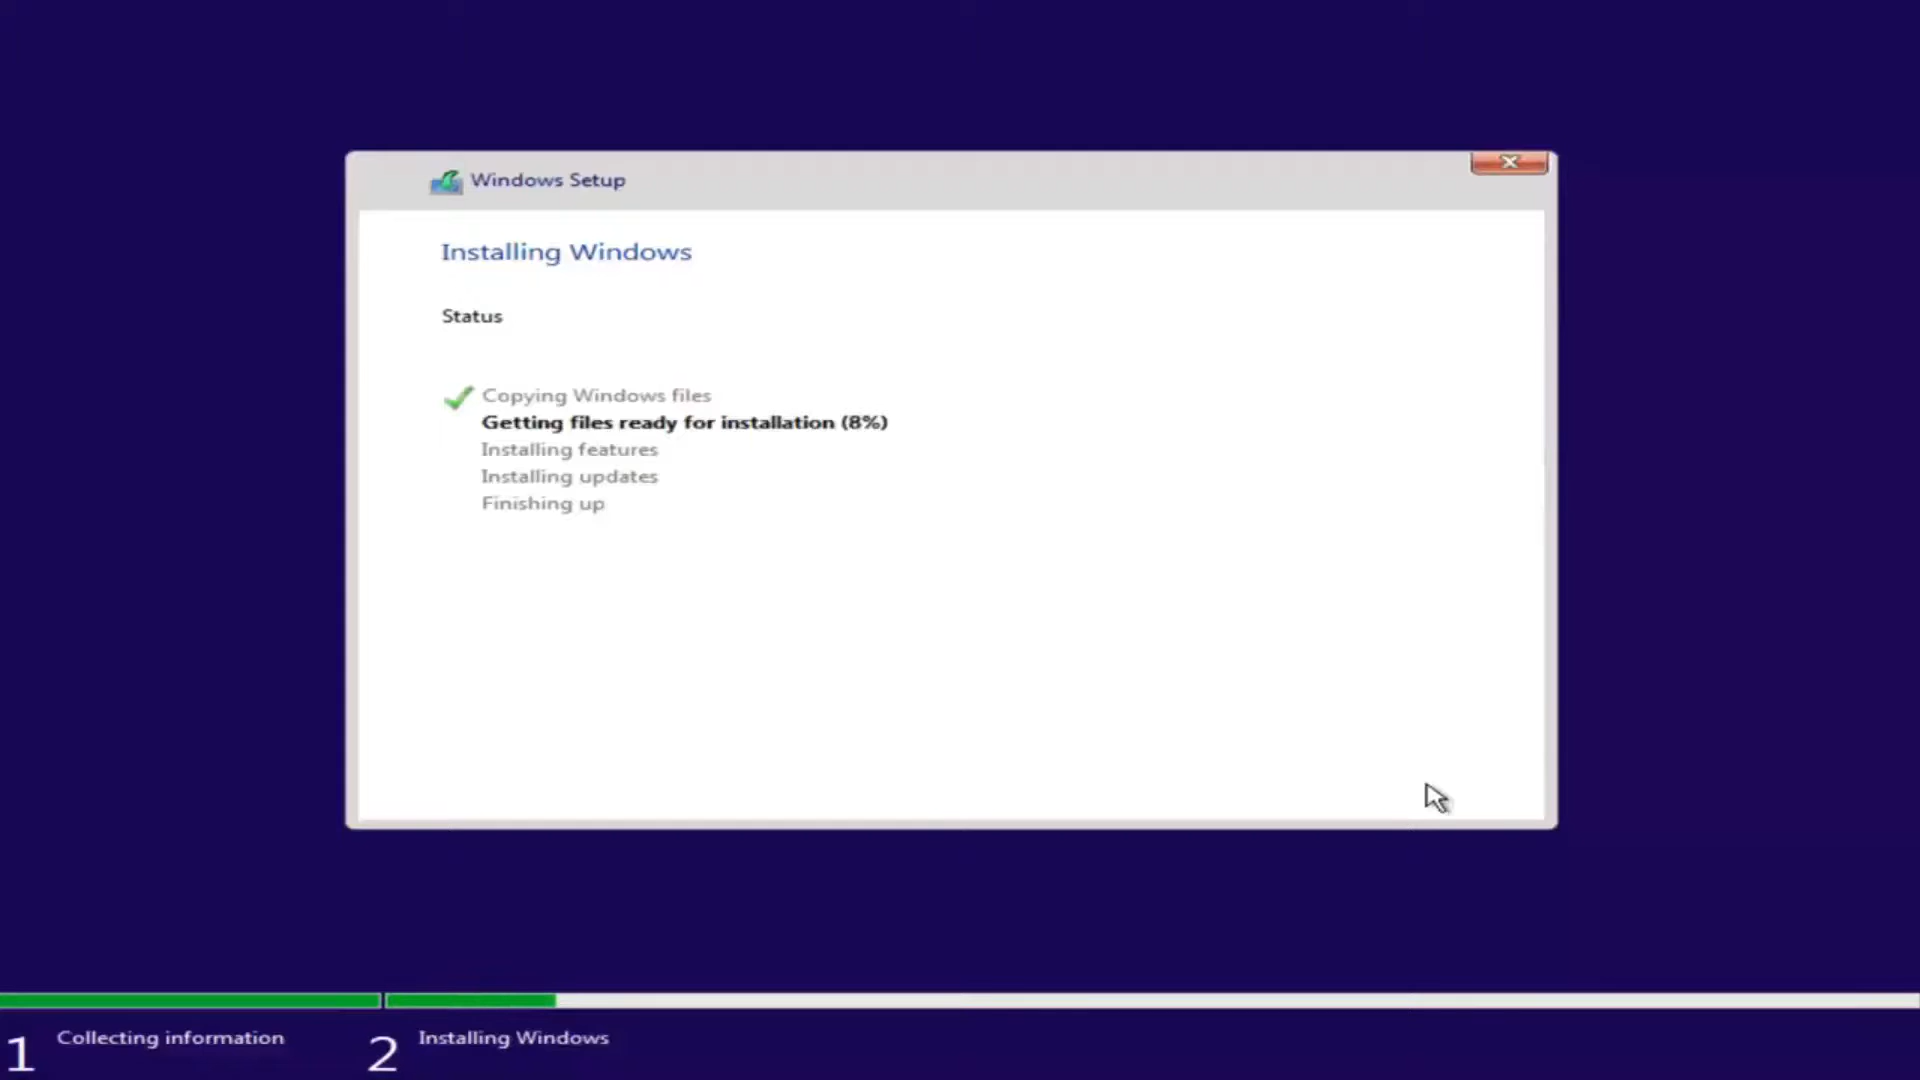 Windows Setup
Installing Windows
Status
Copying Windows files
Getting files ready for installation (8%)
Installing features
Installing updates
Finishing up
1 Collecting information
2 Installing Windows